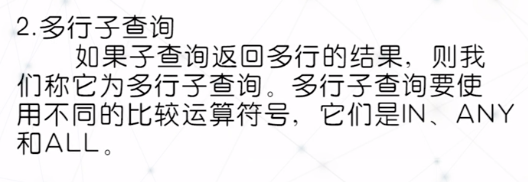 2.多行子查询
如果子查询返回多行的结果，则我
们称它为多行子查询。多行子查询要使
用不同的比较运算符号，它们是IN、ANY
和ALL。